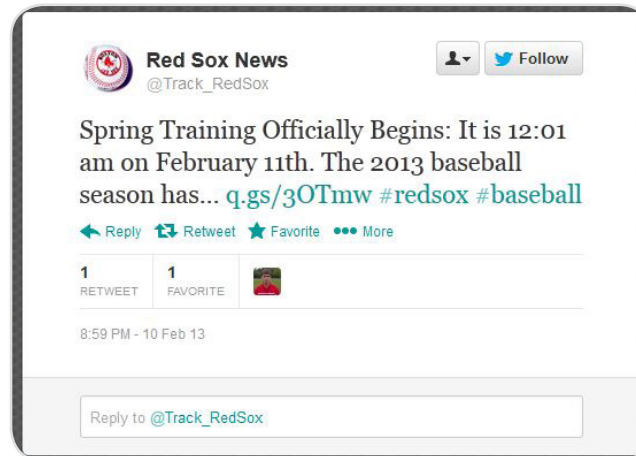 Red Sox News
@Track_RedSox
Follow
Spring Training Officially Begins: It is 12:01
am on February 11th. The 2013 baseball
season has... q.gs/3OTmw #redsox #baseball
Reply Retweet Favorite More
1 1
RETWEET FAVORITE
8:59 PM - 10 Feb 13
Reply to @Track_RedSox